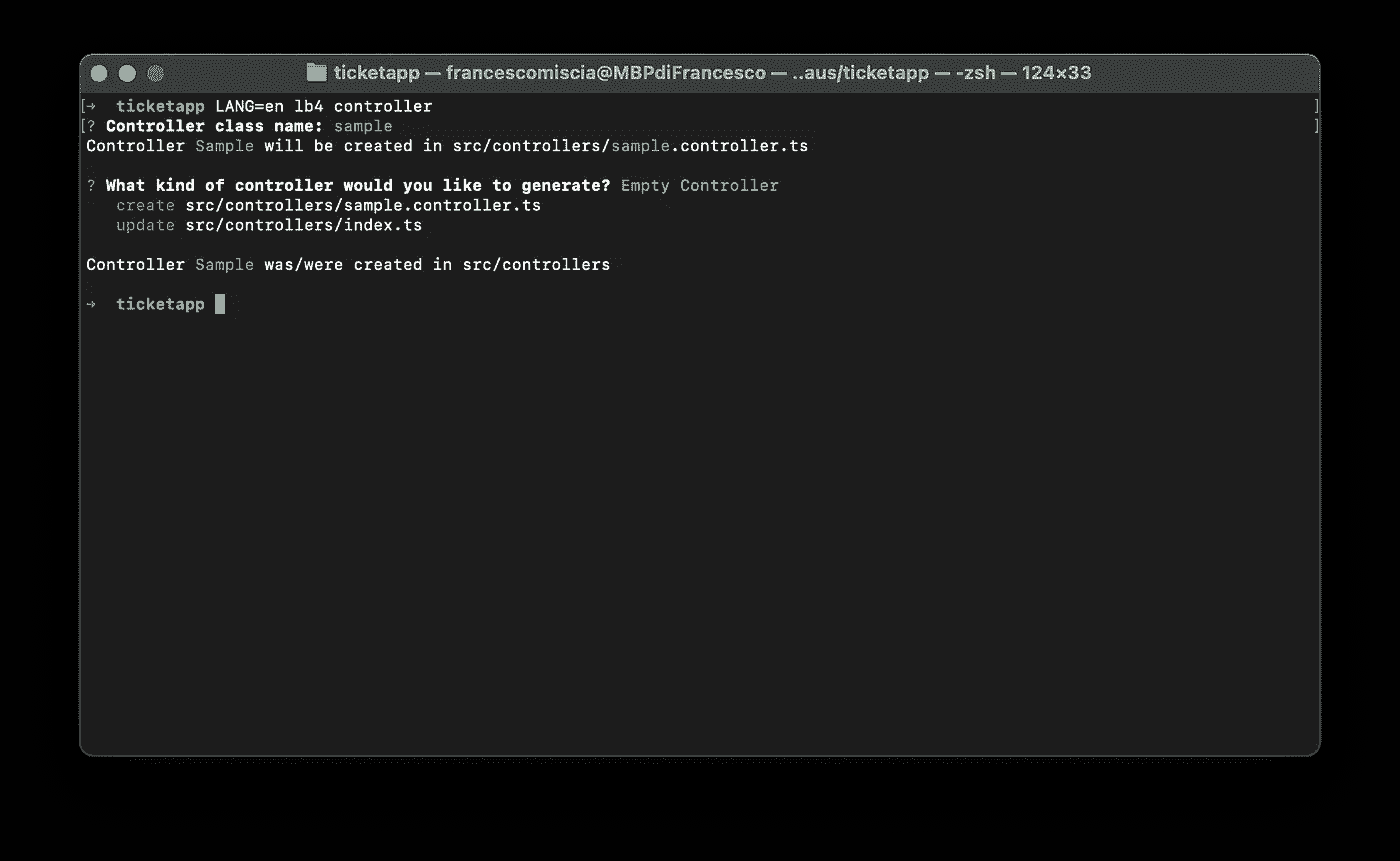 ticketapp — francescomiscia@MBPdiFrancesco — ..aus/ticketapp — -zsh — 124×33
[→  ticketapp LANG=en lb4 controller ]
[? Controller class name: sample ]
Controller Sample will be created in src/controllers/sample.controller.ts
? What kind of controller would you like to generate? Empty Controller
create src/controllers/sample.controller.ts
update src/controllers/index.ts
Controller Sample was/were created in src/controllers
→  ticketapp